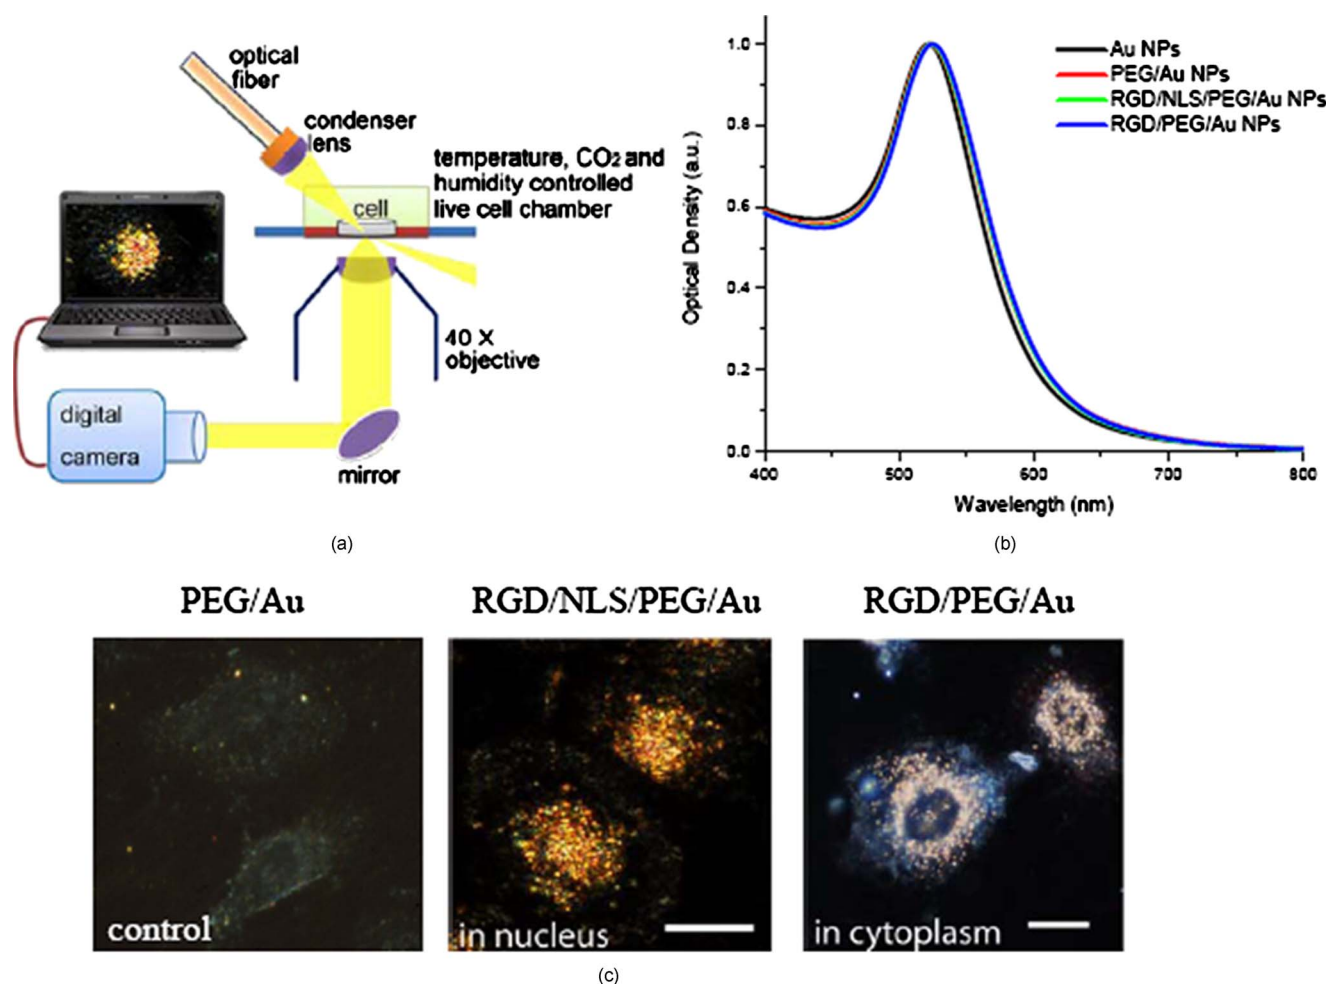 optical
fiber
condenser
lens
temperature, CO2 and
humidity controlled
live cell chamber
cell
40 X
objective
digital
camera
mirror
(a)
Au NPs
PEG/Au NPs
RGD/NLS/PEG/Au NPs
RGD/PEG/Au NPs
Optical Density (a.u.)
1.0
0.8
0.6
0.4
0.2
0.0
400 500 600 700 800
Wavelength (nm)
(b)
PEG/Au RGD/NLS/PEG/Au RGD/PEG/Au
control in nucleus in cytoplasm
(c)